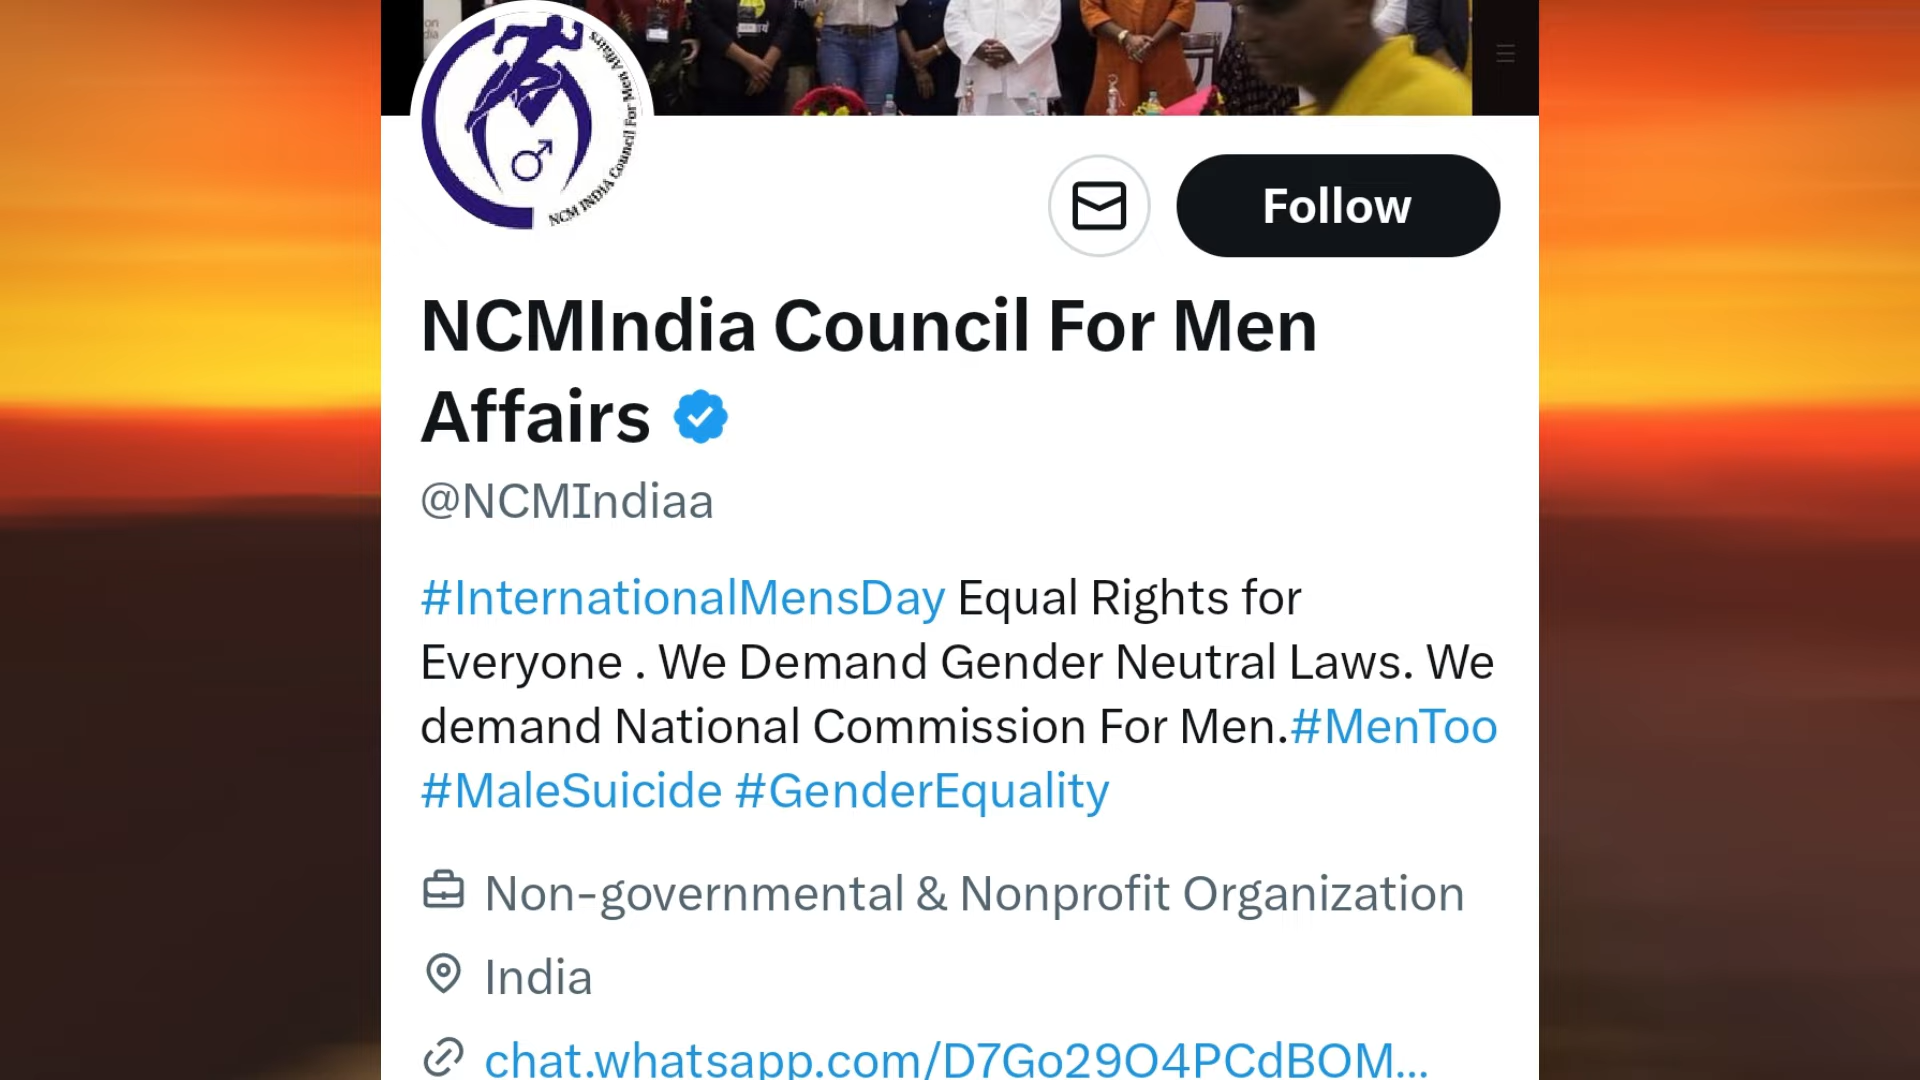 NCM INDIA Council For Men Affairs
Follow
NCMIndia Council For Men
Affairs
@NCMIndiaa
#InternationalMensDay Equal Rights for
Everyone . We Demand Gender Neutral Laws. We
demand National Commission For Men.#MenToo
#MaleSuicide #GenderEquality
Non-governmental & Nonprofit Organization
India
chat.whatsapp.com/D7Go29O4PCdBOM...